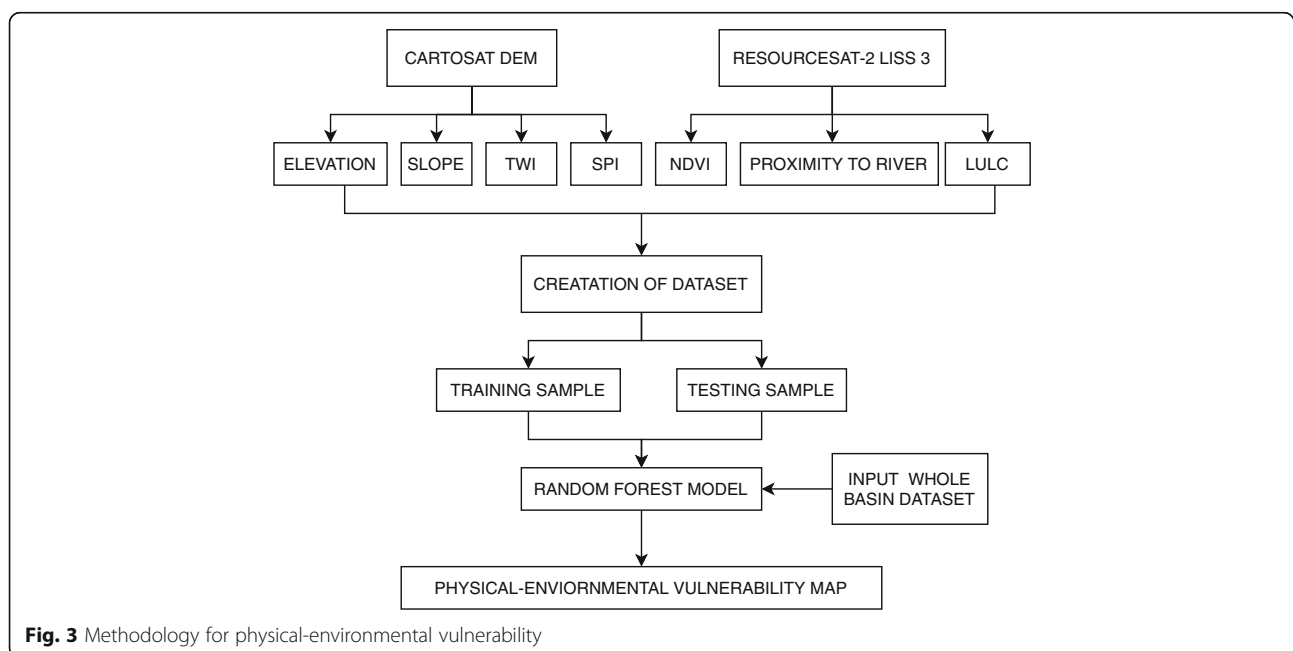 CARTOSAT DEM
RESOURCESAT-2 LISS 3
ELEVATION
SLOPE
TWI
SPI
NDVI
PROXIMITY TO RIVER
LULC
CREATATION OF DATASET
TRAINING SAMPLE
TESTING SAMPLE
RANDOM FOREST MODEL
INPUT WHOLE
BASIN DATASET
PHYSICAL-ENVIORNMENTAL VULNERABILITY MAP
Fig. 3 Methodology for physical-environmental vulnerability